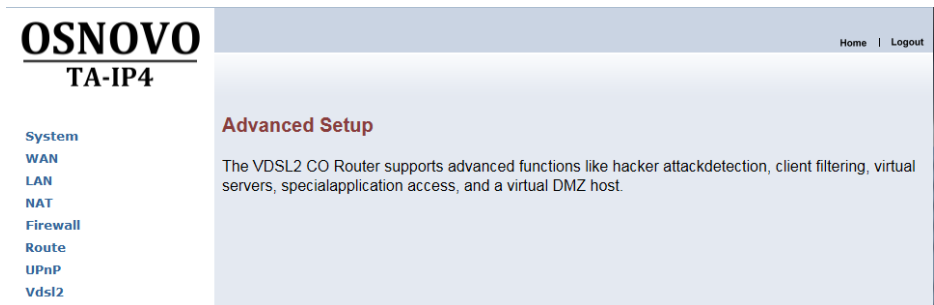 OSNOVO
TA-IP4
Home | Logout
System
WAN
LAN
NAT
Firewall
Route
UPnP
Vdsl2
Advanced Setup
The VDSL2 CO Router supports advanced functions like hacker attackdetection, client filtering, virtual
servers, specialapplication access, and a virtual DMZ host.